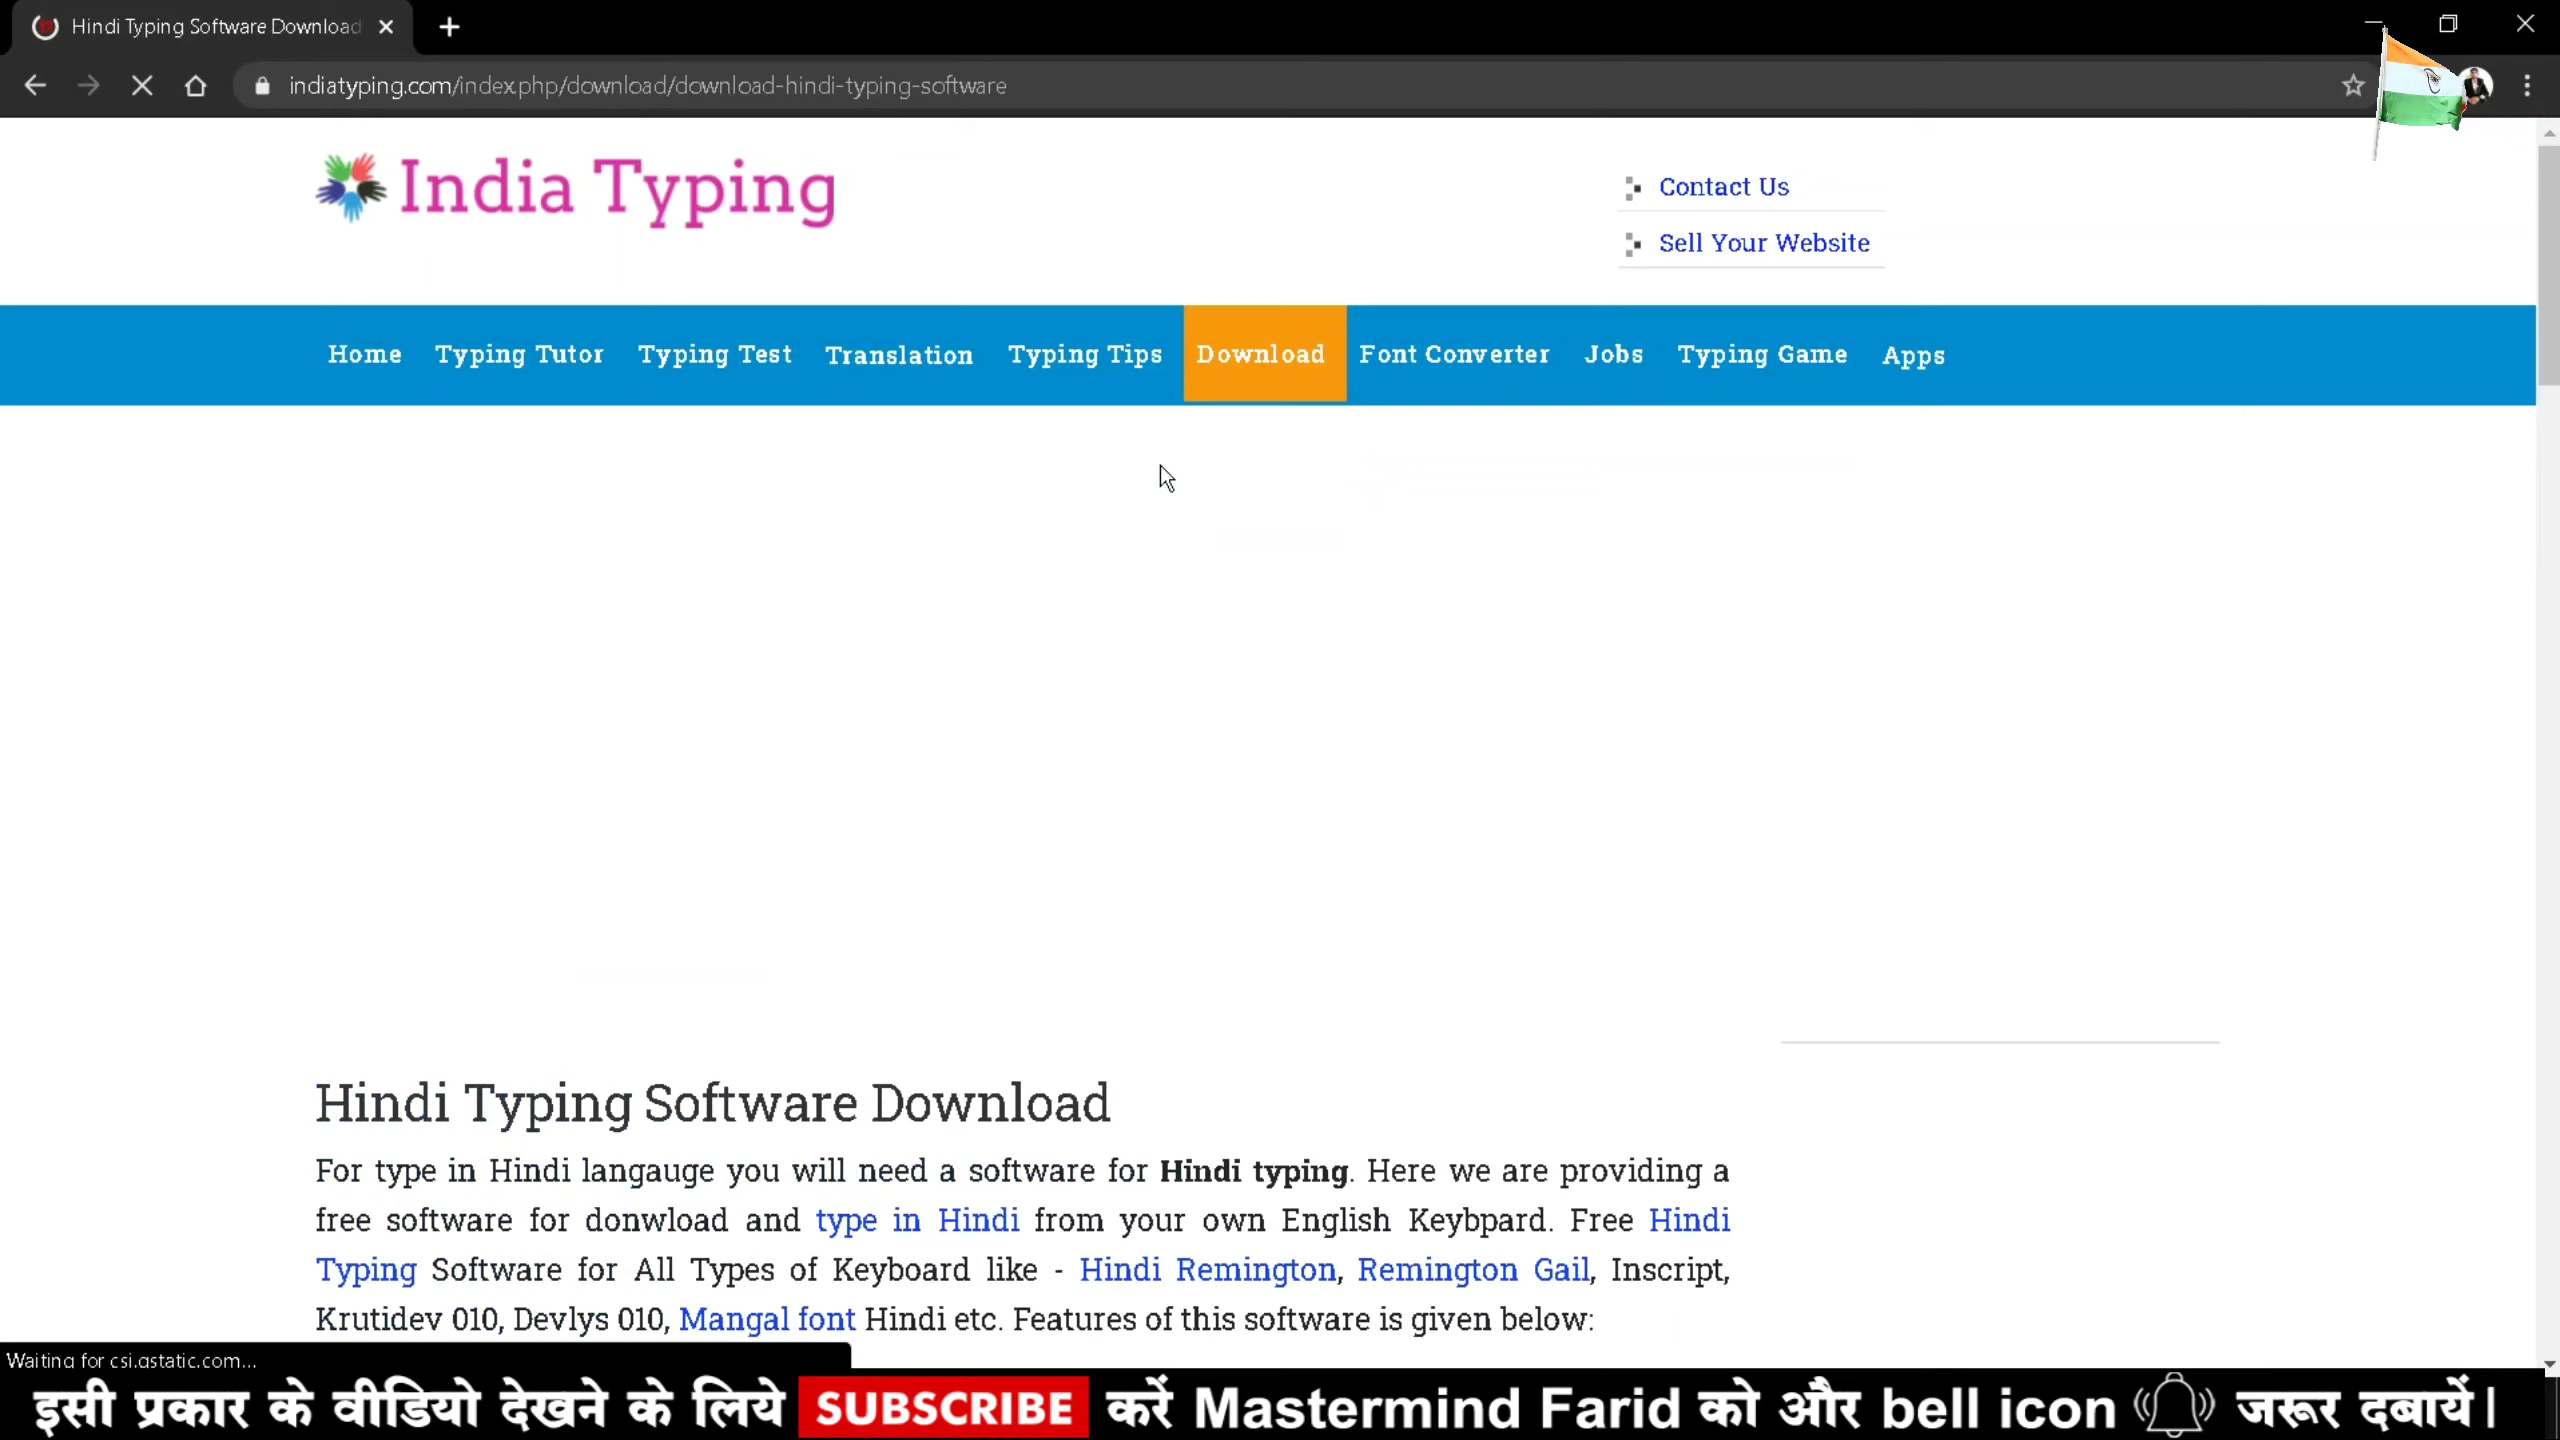 Hindi Typing Software Download
indiatyping.com/index.php/download/download-hindi-typing-software
India Typing
Contact Us
Sell Your Website
Home Typing Tutor Typing Test Translation Typing Tips Download Font Converter Jobs Typing Game Apps
Hindi Typing Software Download
For type in Hindi langauge you will need a software for Hindi typing. Here we are providing a
free software for donwload and type in Hindi from your own English Keybpard. Free Hindi
Typing Software for All Types of Keyboard like - Hindi Remington, Remington Gail, Inscript,
Krutidev 010, Devlys 010, Mangal font Hindi etc. Features of this software is given below:
Waiting for csi.gstatic.com...
इसी प्रकार के वीडियो देखने के लिये SUBSCRIBE करें Mastermind Farid को और bell icon जरूर दबायें।